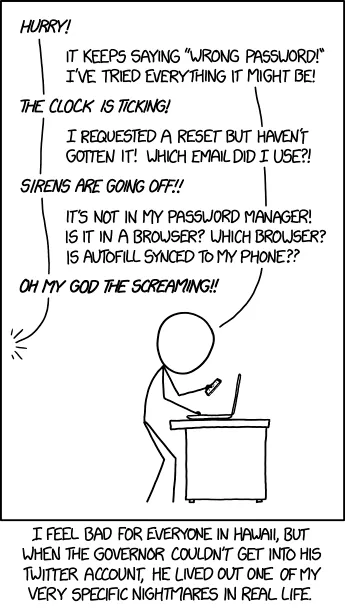 HURRY!
IT KEEPS SAYING "WRONG PASSWORD!"
I'VE TRIED EVERYTHING IT MIGHT BE!
THE CLOCK IS TICKING!
I REQUESTED A RESET BUT HAVEN'T
GOTTEN IT! WHICH EMAIL DID I USE?!
SIRENS ARE GOING OFF!!
IT'S NOT IN MY PASSWORD MANAGER!
IS IT IN A BROWSER? WHICH BROWSER?
IS AUTOFILL SYNCED TO MY PHONE??
OH MY GOD THE SCREAMING!!
I FEEL BAD FOR EVERYONE IN HAWAII, BUT
WHEN THE GOVERNOR COULDN'T GET INTO HIS
TWITTER ACCOUNT, HE LIVED OUT ONE OF MY
VERY SPECIFIC NIGHTMARES IN REAL LIFE.